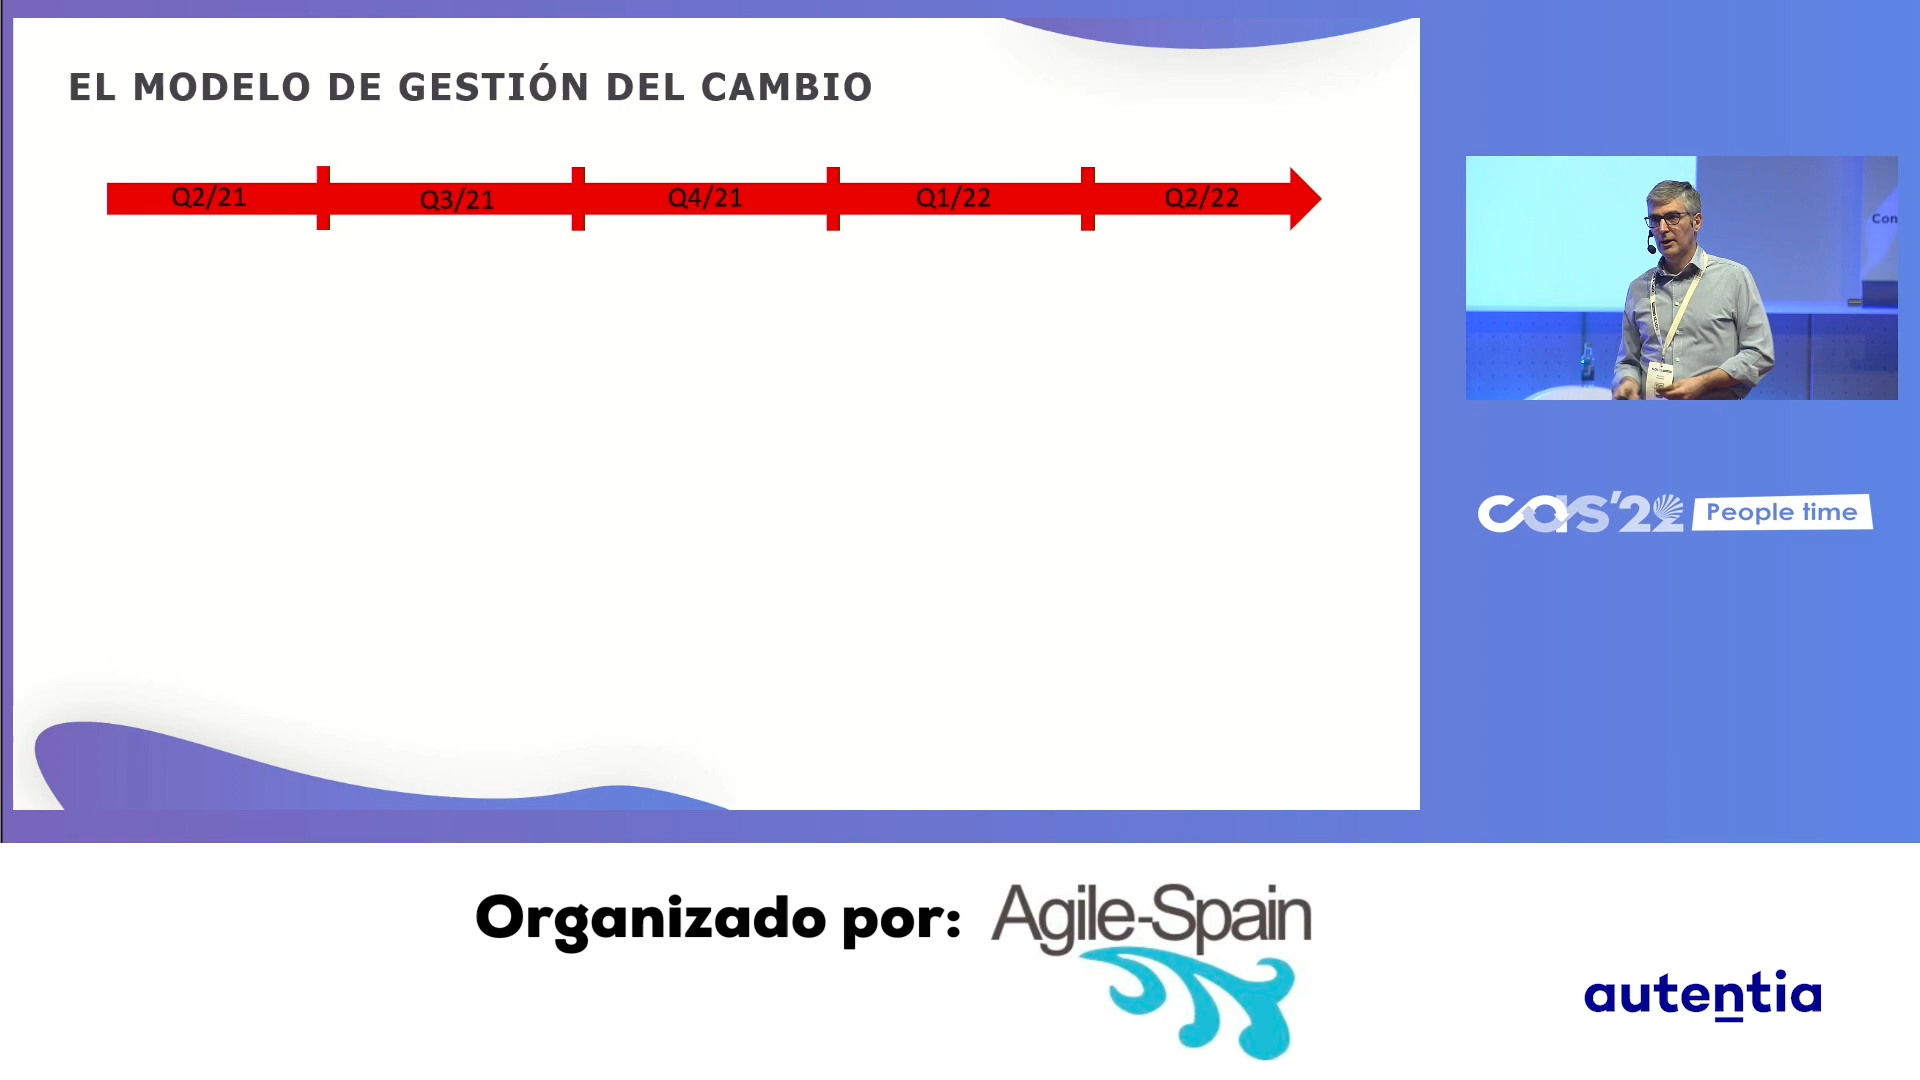 EL MODELO DE GESTIÓN DEL CAMBIO
Q2/21 Q3/21 Q4/21 Q1/22 Q2/22
Con
cas'22 People time
Organizado por: Agile-Spain
autentia